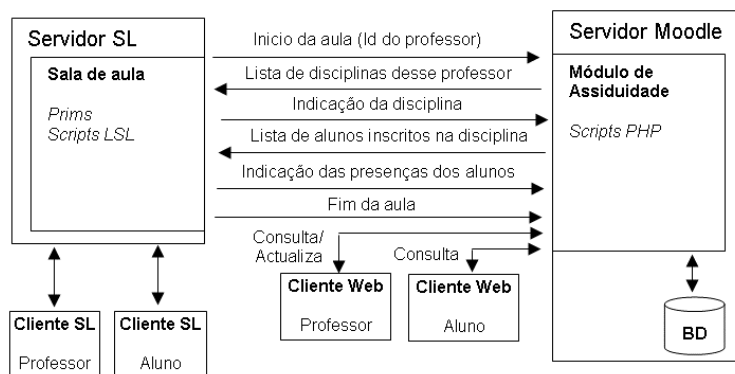 Servidor SL
Sala de aula
Prims
Scripts LSL
Inicio da aula (Id do professor)
Lista de disciplinas desse professor
Indicação da disciplina
Lista de alunos inscritos na disciplina
Indicação das presenças dos alunos
Fim da aula
Servidor Moodle
Módulo de
Assiduidade
Scripts PHP
Consulta/
Actualiza
Consulta
Cliente SL
Professor
Cliente SL
Aluno
Cliente Web
Professor
Cliente Web
Aluno
BD